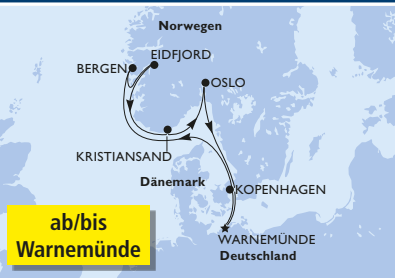 Norwegen
EIDFJORD
BERGEN
OSLO
KRISTIANSAND
Dänemark
KOPENHAGEN
ab/bis
Warnemünde
WARNEMÜNDE
Deutschland